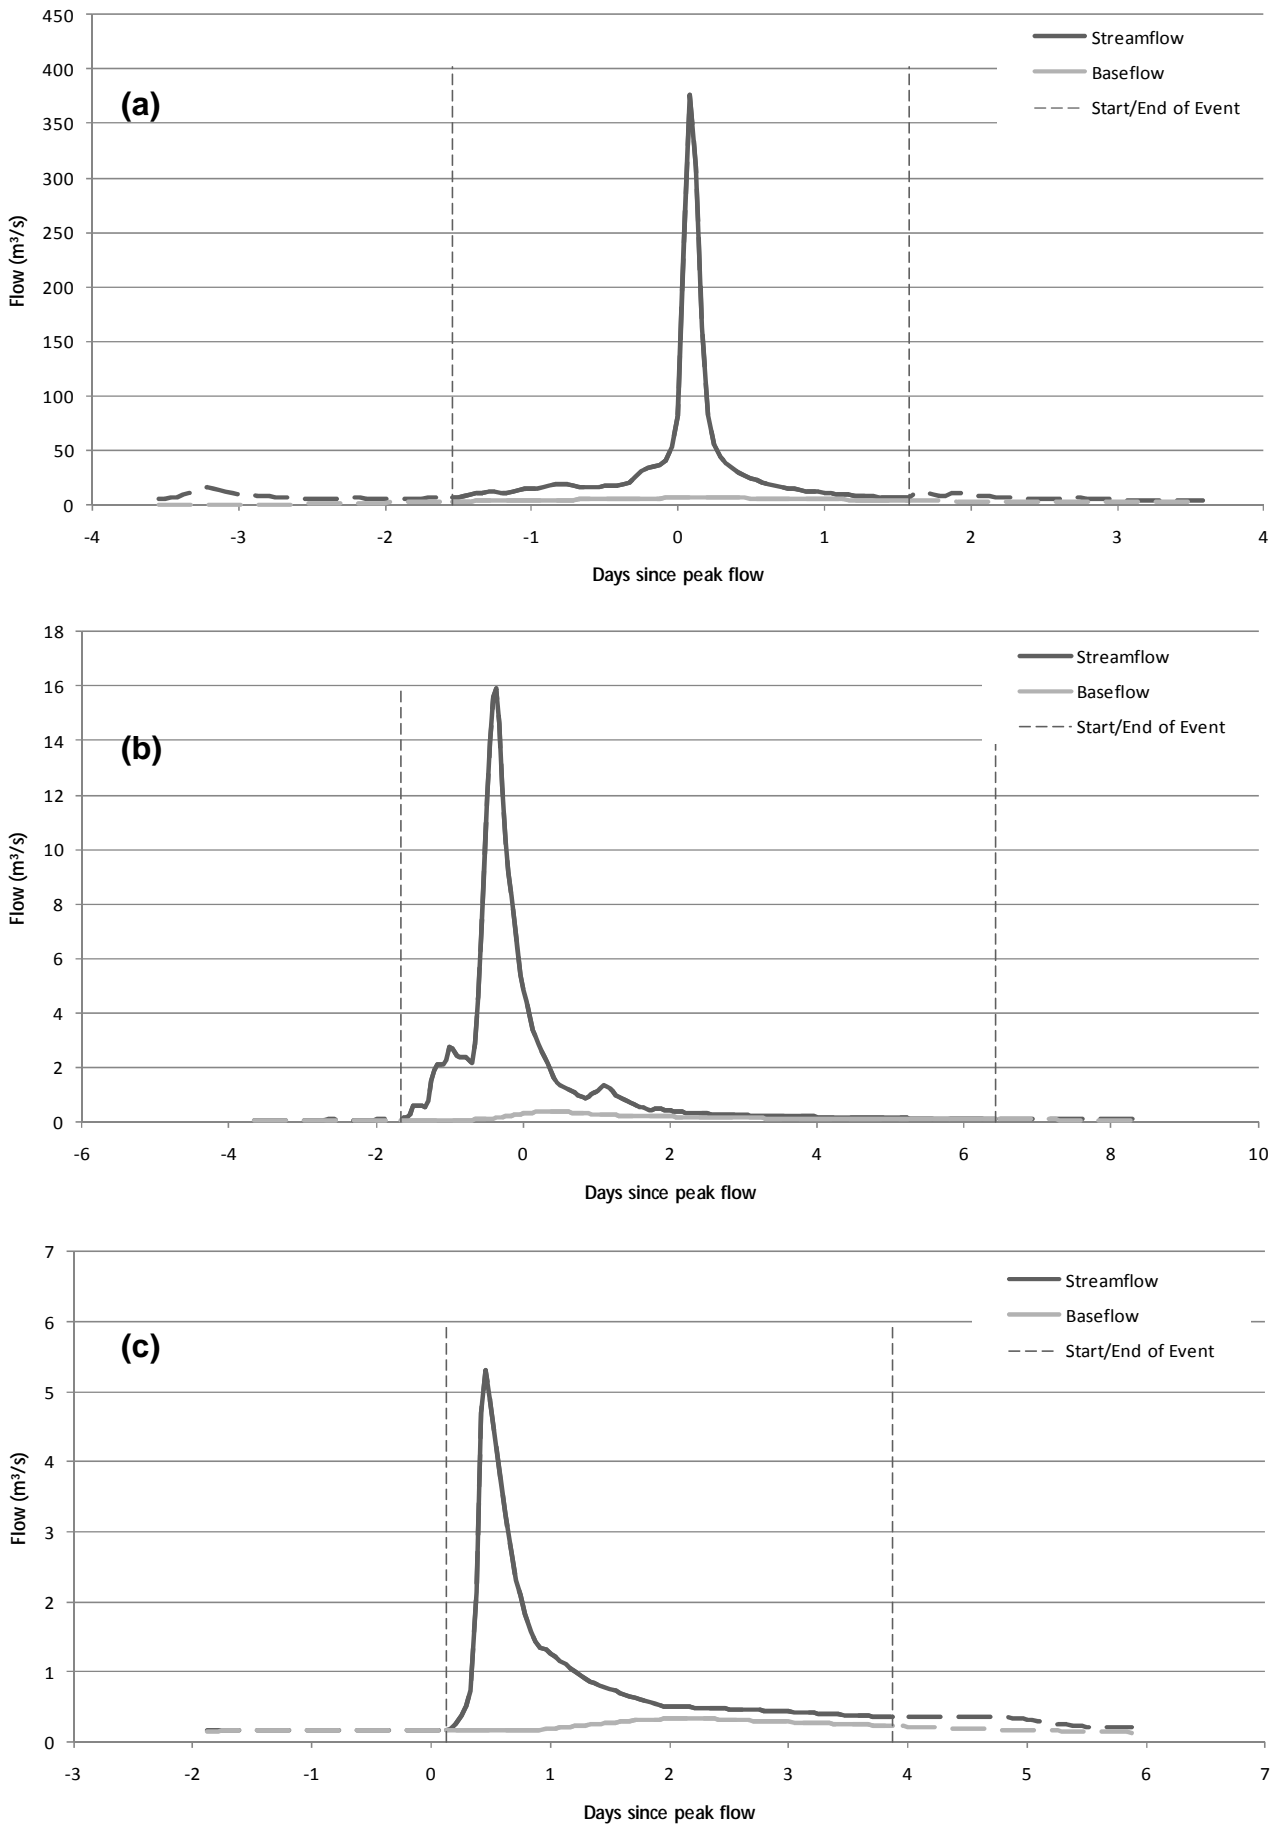 450
400
350
300
250
200
150
100
50
0
Flow (m³/s)
(a)
Streamflow
Baseflow
Start/End of Event
-4 -3 -2 -1 0 1 2 3 4
Days since peak flow
18
16
14
12
10
8
6
4
2
0
Flow (m³/s)
(b)
Streamflow
Baseflow
Start/End of Event
-6 -4 -2 0 2 4 6 8 10
Days since peak flow
7
6
5
4
3
2
1
0
Flow (m³/s)
(c)
Streamflow
Baseflow
Start/End of Event
-3 -2 -1 0 1 2 3 4 5 6 7
Days since peak flow